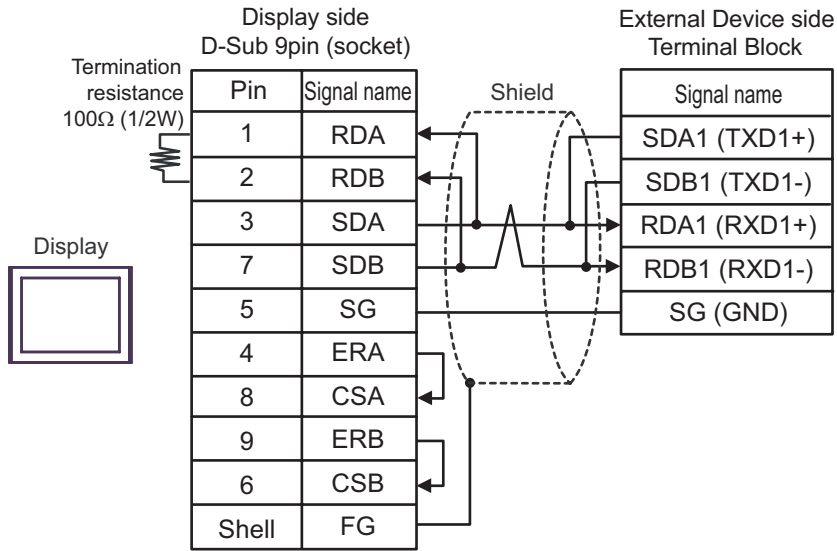 Display side
D-Sub 9pin (socket)
External Device side
Terminal Block
Termination
resistance
100Ω (1/2W)
Pin Signal name
Shield
Signal name
1 RDA
SDA1 (TXD1+)
2 RDB
SDB1 (TXD1-)
3 SDA
RDA1 (RXD1+)
Display
7 SDB
RDB1 (RXD1-)
5 SG
SG (GND)
4 ERA
8 CSA
9 ERB
6 CSB
Shell FG